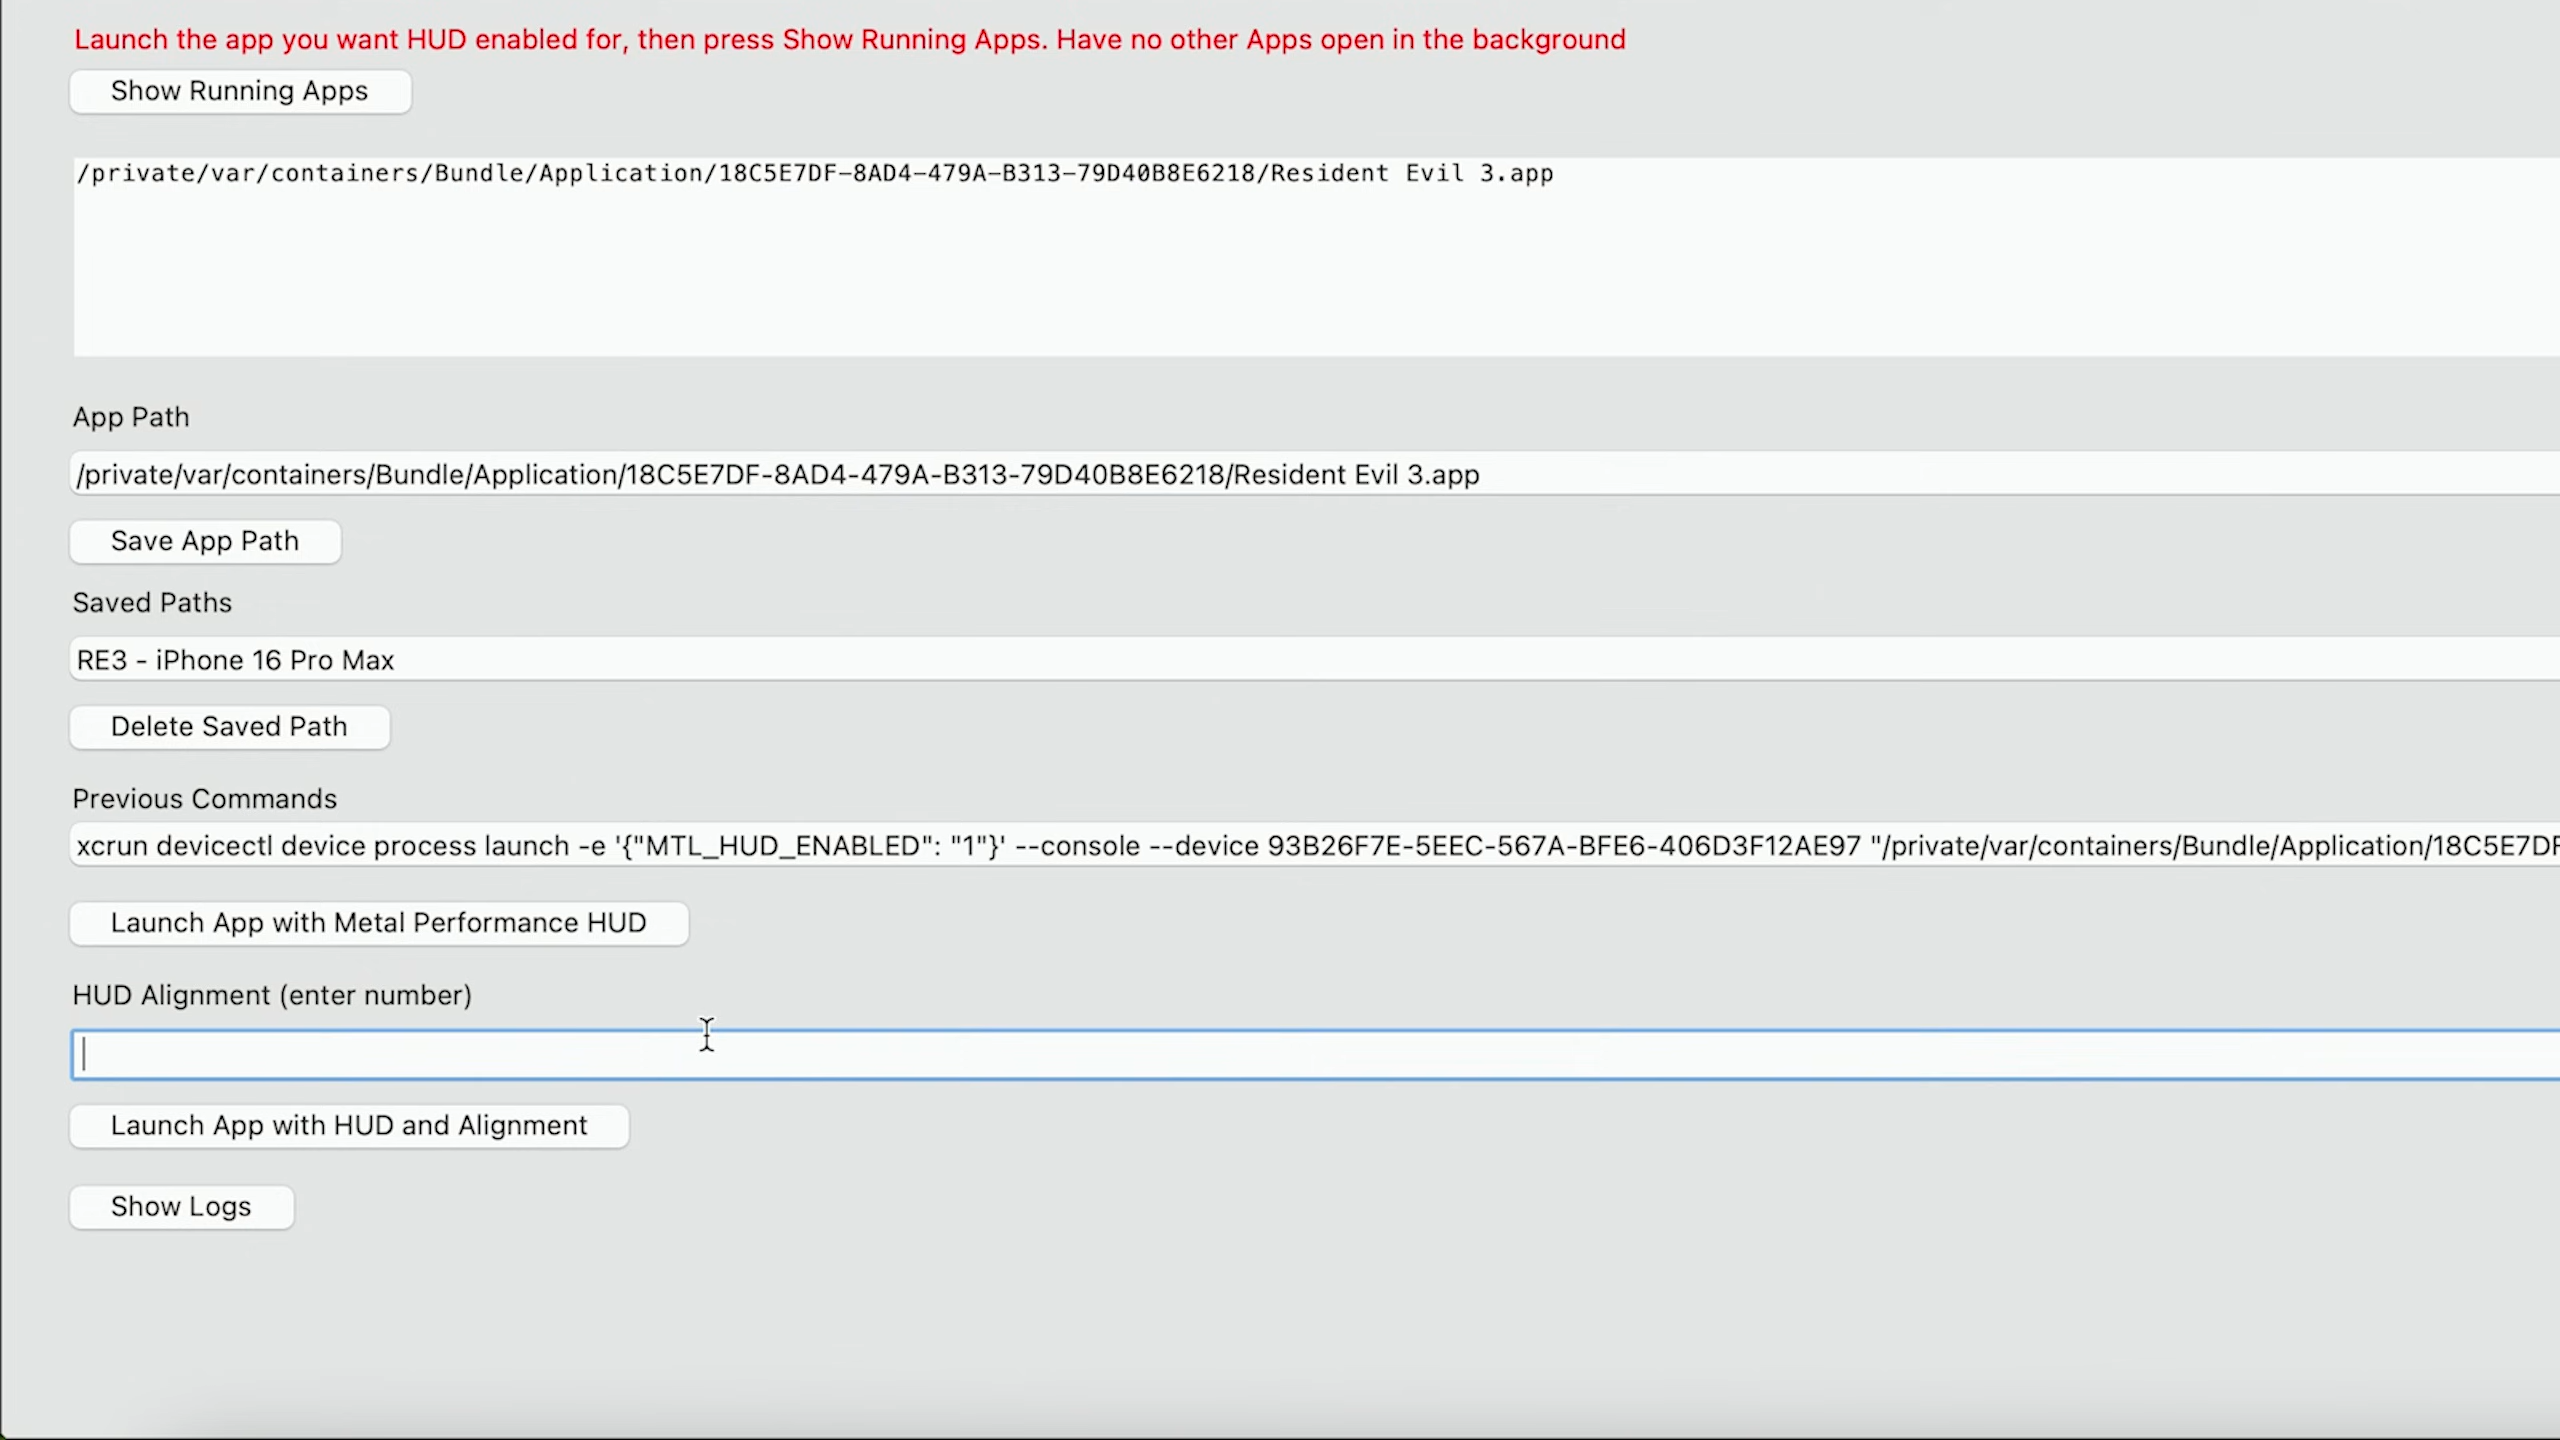 Launch the app you want HUD enabled for, then press Show Running Apps. Have no other Apps open in the background
Show Running Apps
/private/var/containers/Bundle/Application/18C5E7DF-8AD4-479A-B313-79D40B8E6218/Resident Evil 3.app
App Path
/private/var/containers/Bundle/Application/18C5E7DF-8AD4-479A-B313-79D40B8E6218/Resident Evil 3.app
Save App Path
Saved Paths
RE3 - iPhone 16 Pro Max
Delete Saved Path
Previous Commands
xcrun devicectl device process launch -e '{"MTL_HUD_ENABLED": "1"}' --console --device 93B26F7E-5EEC-567A-BFE6-406D3F12AE97 "/private/var/containers/Bundle/Application/18C5E7DF
Launch App with Metal Performance HUD
HUD Alignment (enter number)
Launch App with HUD and Alignment
Show Logs